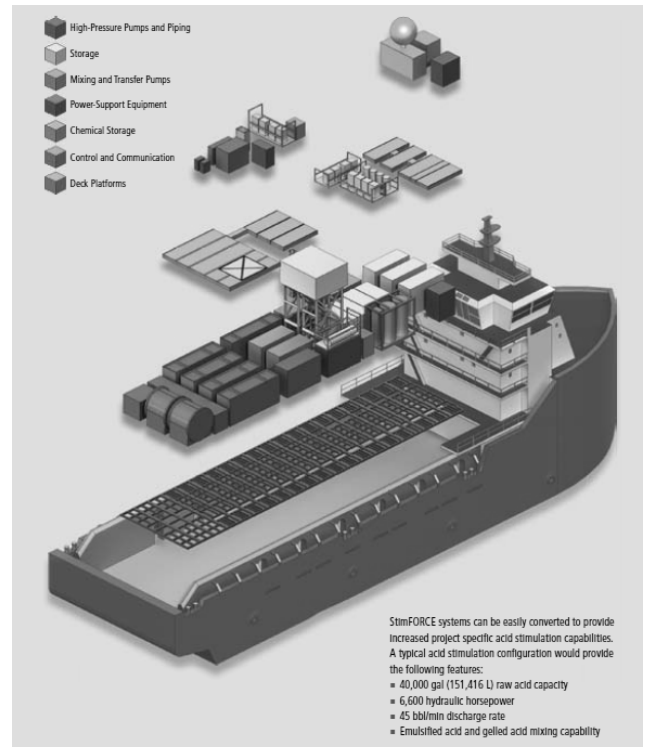 High-Pressure Pumps and Piping
Storage
Mixing and Transfer Pumps
Power-Support Equipment
Chemical Storage
Control and Communication
Deck Platforms
StimFORCE systems can be easily converted to provide
increased project specific acid stimulation capabilities.
A typical acid stimulation configuration would provide
the following features:
▪ 40,000 gal (151,416 L) raw acid capacity
▪ 6,600 hydraulic horsepower
▪ 45 bbl/min discharge rate
▪ Emulsified acid and gelled acid mixing capability